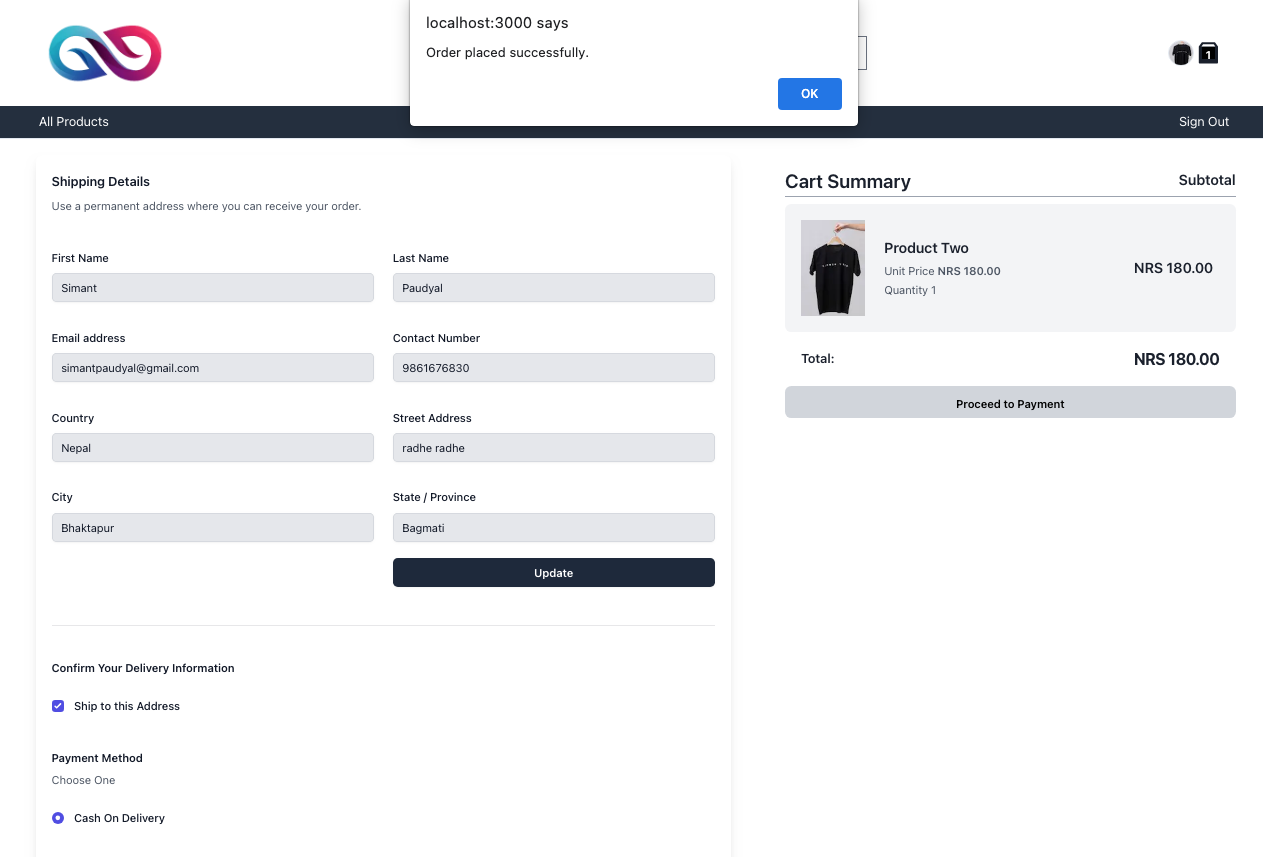 localhost:3000 says
Order placed successfully.
OK
1
All Products
Sign Out
Shipping Details
Use a permanent address where you can receive your order.
First Name
Last Name
Simant
Paudyal
Email address
Contact Number
simantpaudyal@gmail.com
9861676830
Country
Street Address
Nepal
radhe radhe
City
State / Province
Bhaktapur
Bagmati
Update
Confirm Your Delivery Information
Ship to this Address
Payment Method
Choose One
Cash On Delivery
Cart Summary
Subtotal
Product Two
Unit Price NRS 180.00
Quantity 1
NRS 180.00
Total:
NRS 180.00
Proceed to Payment